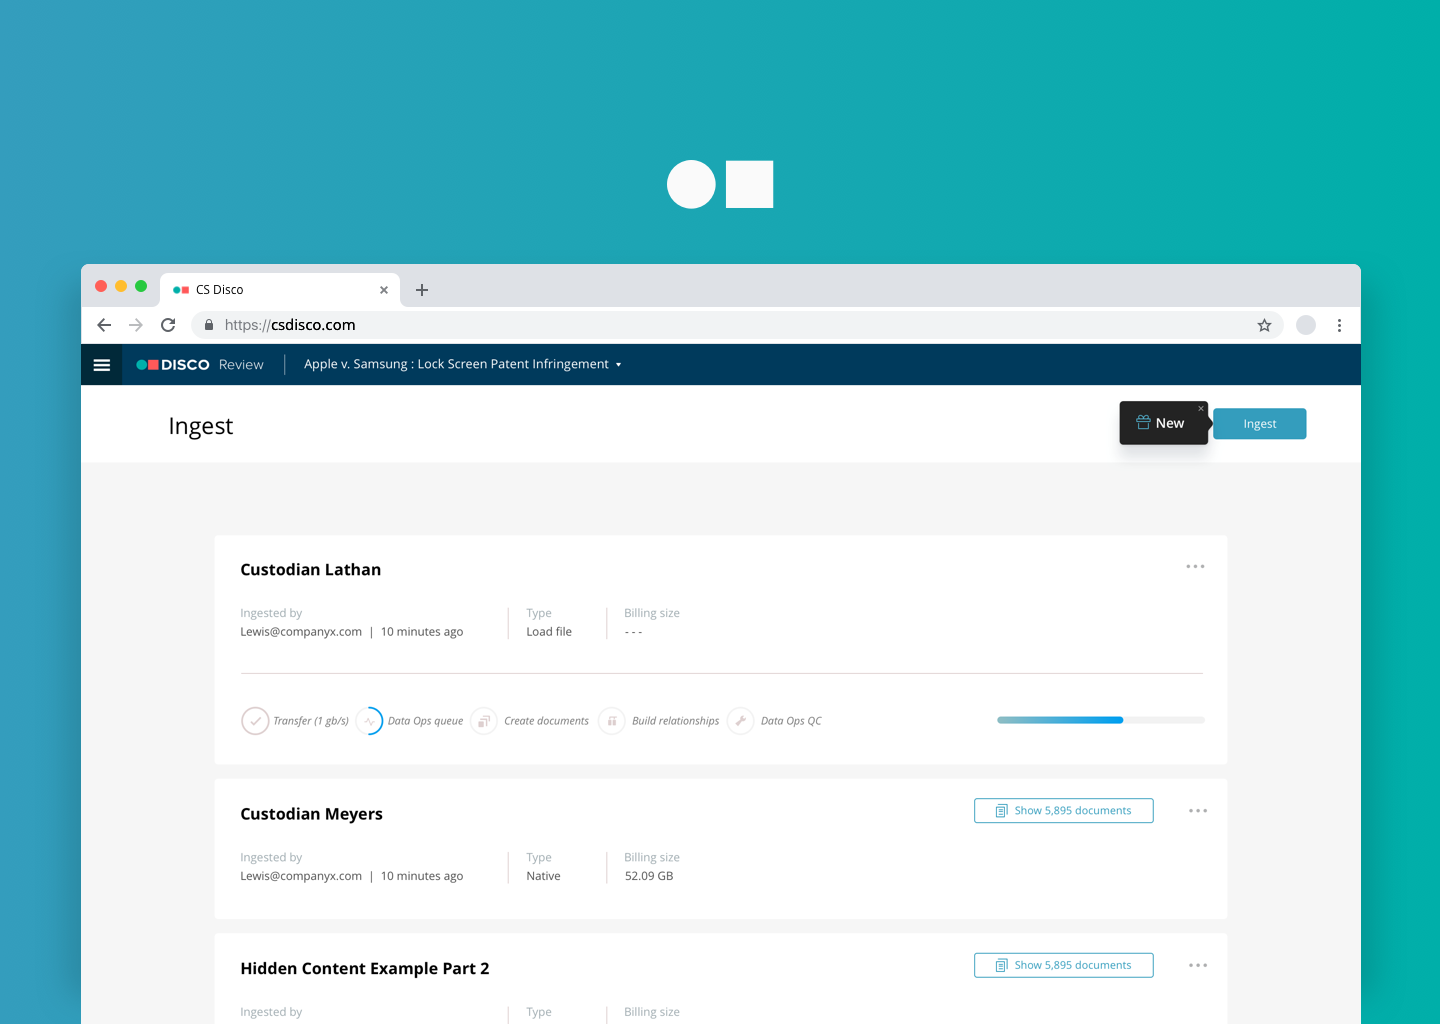 CS Disco
https://csdisco.com
DISCO Review
Apple v. Samsung : Lock Screen Patent Infringement
Ingest
New
Ingest
Custodian Lathan
Ingested by
Type
Billing size
Lewis@companyx.com | 10 minutes ago
Load file
- - -
Transfer (1 gb/s)
Data Ops queue
Create documents
Build relationships
Data Ops QC
Custodian Meyers
Show 5,895 documents
Ingested by
Type
Billing size
Lewis@companyx.com | 10 minutes ago
Native
52.09 GB
Hidden Content Example Part 2
Show 5,895 documents
Ingested by
Type
Billing size